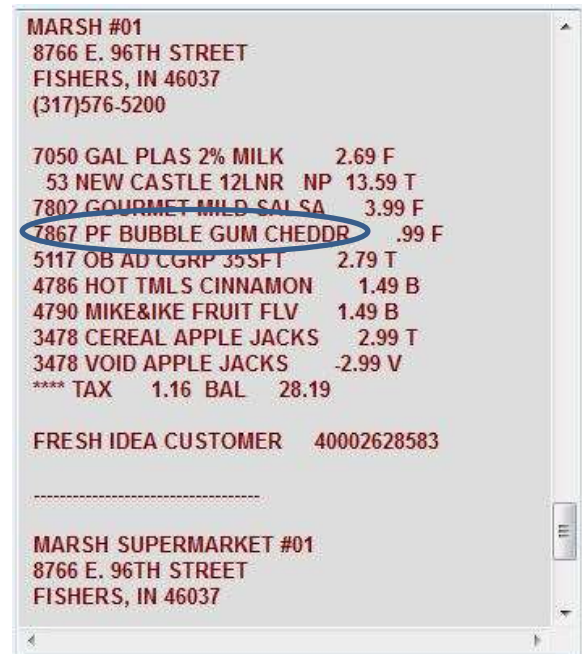 MARSH #01
8766 E. 96TH STREET
FISHERS, IN 46037
(317)576-5200
7050 GAL PLAS 2% MILK 2.69 F
53 NEW CASTLE 12LNR NP 13.59 T
7802 GOURMET MILD SALSA 3.99 F
7867 PF BUBBLE GUM CHEDDR .99 F
5117 OB AD CGRP 35SFT 2.79 T
4786 HOT TMLS CINNAMON 1.49 B
4790 MIKE&IKE FRUIT FLV 1.49 B
3478 CEREAL APPLE JACKS 2.99 T
3478 VOID APPLE JACKS -2.99 V
**** TAX 1.16 BAL 28.19
FRESH IDEA CUSTOMER 40002628583
----------------------------------
MARSH SUPERMARKET #01
8766 E. 96TH STREET
FISHERS, IN 46037